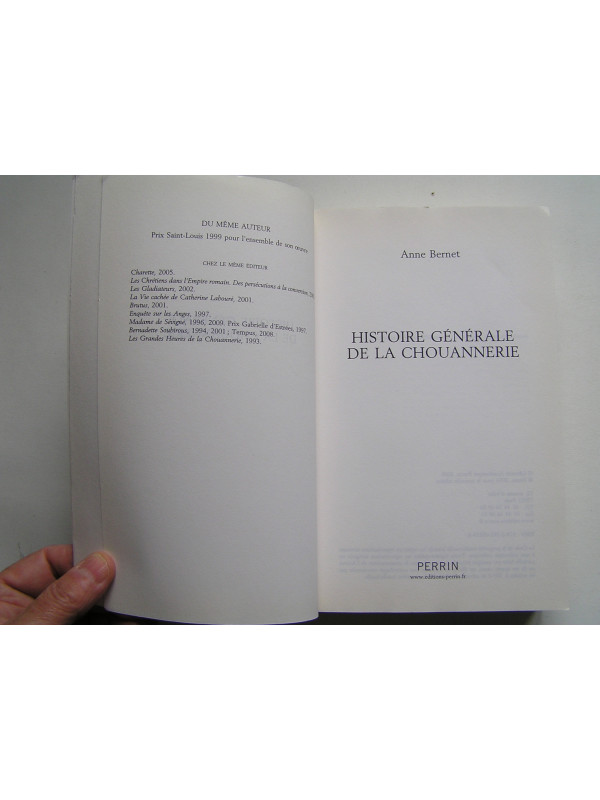 DU MÊME AUTEUR
Prix Saint-Louis 1999 pour l'ensemble de son œuvre
CHEZ LE MÊME ÉDITEUR
Charette, 2005.
Les Chrétiens dans l'Empire romain. Des persécutions à la conversion,
Les Gladiateurs, 2002.
La Vie cachée de Catherine Labouré, 2001.
Brutus, 2001.
Enquête sur les Anges, 1997.
Madame de Sévigné, 1996, 2009. Prix Gabrielle d'Estrées, 1997.
Bernadette Soubirous, 1994, 2001 ; Tempus, 2008.
Les Grandes Heures de la Chouannerie, 1993.
Anne Bernet
HISTOIRE GÉNÉRALE
DE LA CHOUANNERIE
PERRIN
www.editions-perrin.fr